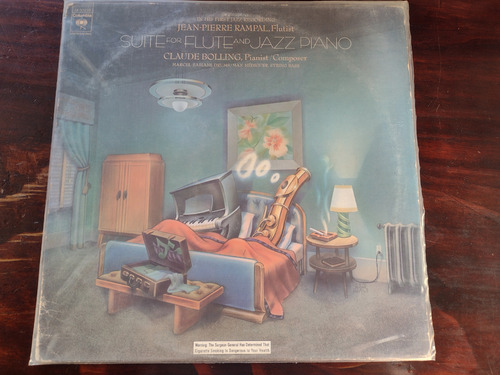 Columbia
JEAN-PIERRE RAMPAL, Flutist
SUITE FOR FLUTE AND JAZZ PIANO
CLAUDE BOLLING, Pianist/Composer
Warning: The Surgeon General Has Determined That
Cigarette Smoking Is Dangerous to Your Health